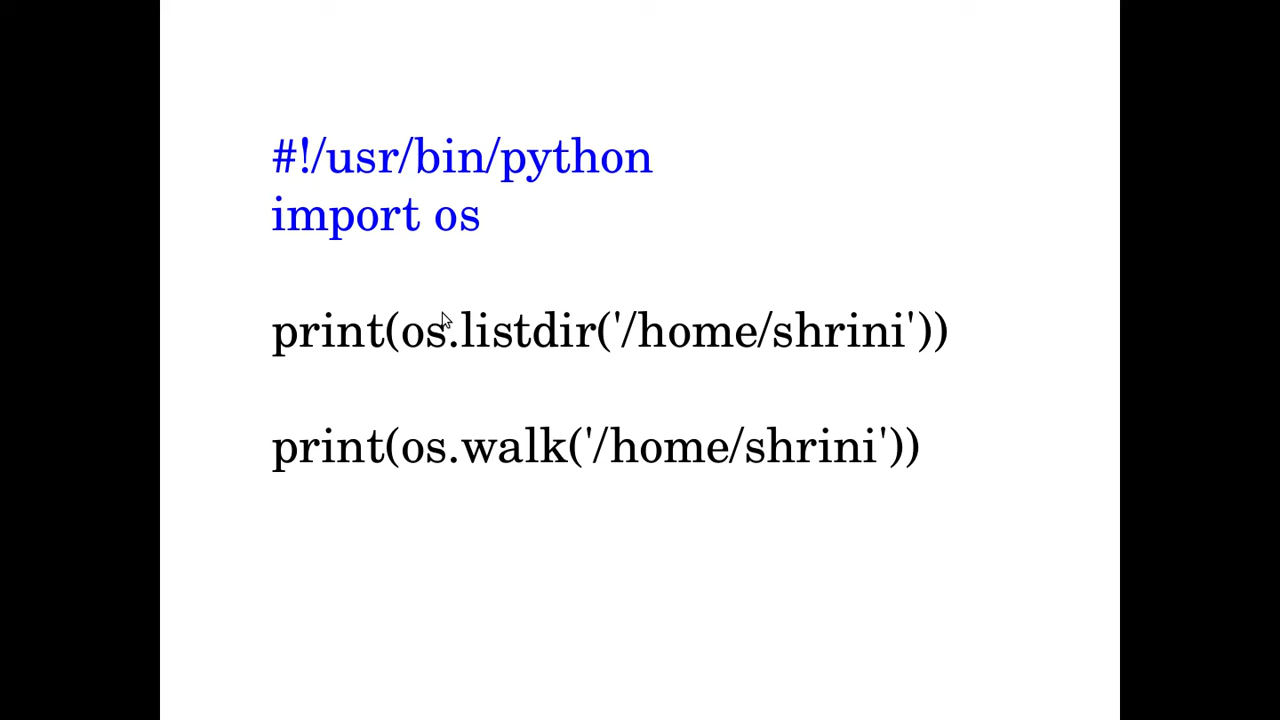 #!/usr/bin/python
import os
print(os.listdir('/home/shrini'))
print(os.walk('/home/shrini'))